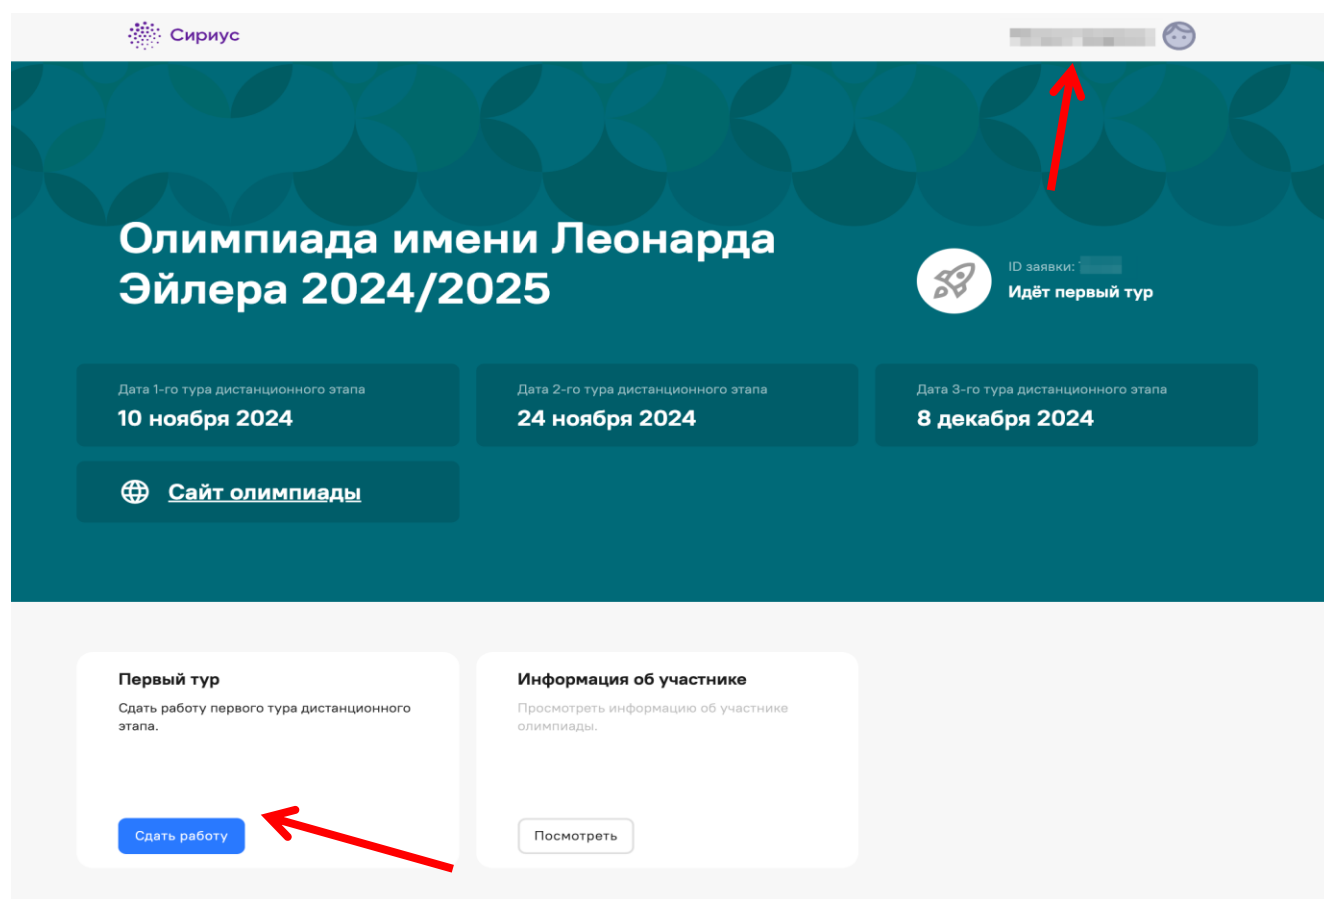 Сириус
Олимпиада имени Леонарда
Эйлера 2024/2025
ID заявки:
Идёт первый тур
Дата 1-го тура дистанционного этапа
10 ноября 2024
Дата 2-го тура дистанционного этапа
24 ноября 2024
Дата 3-го тура дистанционного этапа
8 декабря 2024
Сайт олимпиады
Первый тур
Сдать работу первого тура дистанционного
этапа.
Сдать работу
Информация об участнике
Просмотреть информацию об участнике
олимпиады.
Посмотреть